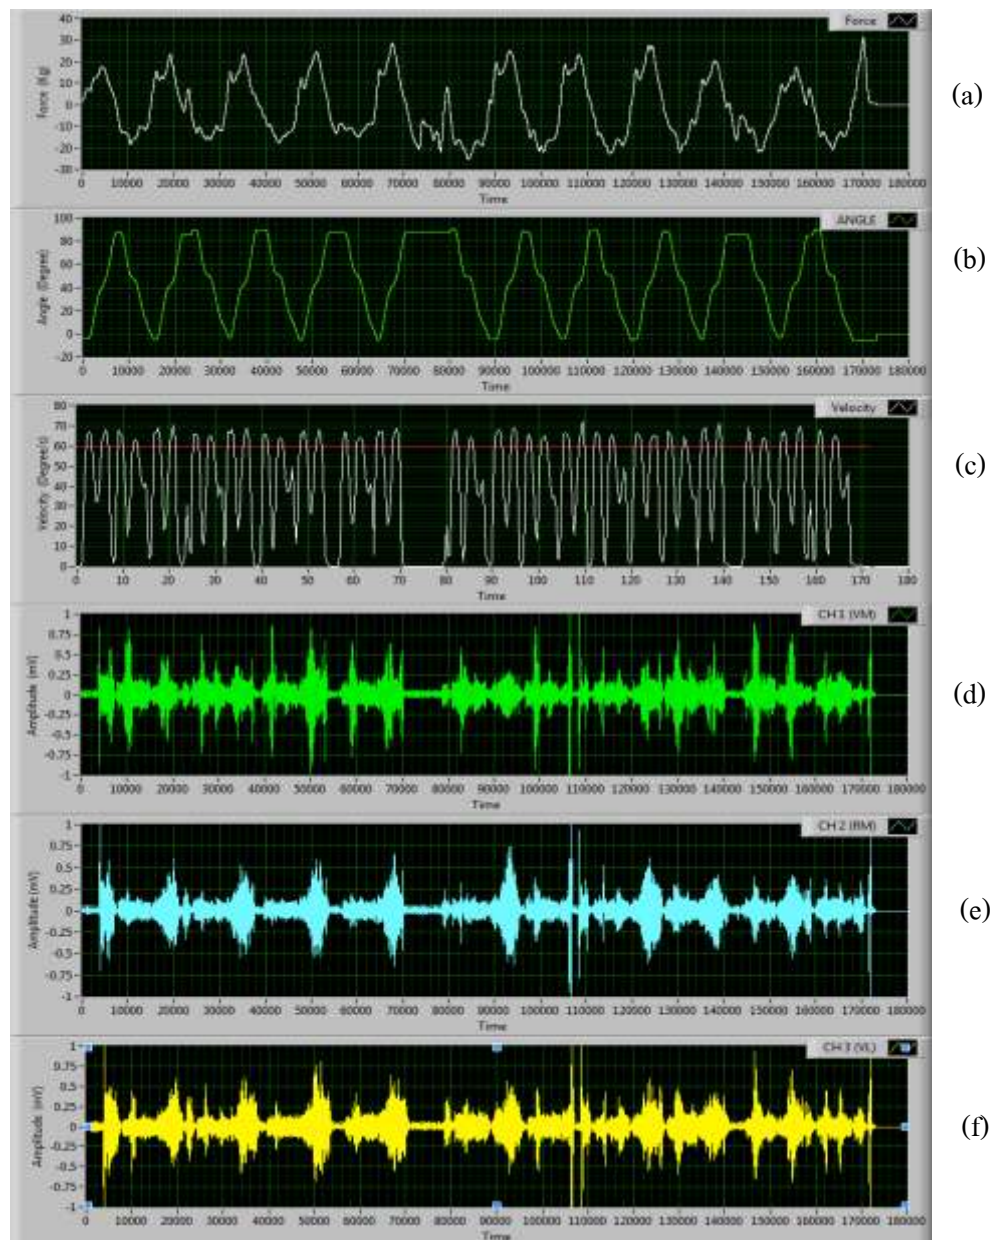 Force
Force (Kg)
40
30
20
10
0
-10
-20
-30
0 10000 20000 30000 40000 50000 60000 70000 80000 90000 100000 110000 120000 130000 140000 150000 160000 170000 180000
Time
(a)
ANGLE
Angle (Degree)
100
80
60
40
20
0
-20
0 10000 20000 30000 40000 50000 60000 70000 80000 90000 100000 110000 120000 130000 140000 150000 160000 170000 180000
Time
(b)
Velocity
Velocity (Degree/s)
80
70
60
50
40
30
20
10
0
0 10 20 30 40 50 60 70 80 90 100 110 120 130 140 150 160 170 180
Time
(c)
CH 1 (VM)
Amplitude (mV)
1
0.75
0.5
0.25
0
-0.25
-0.5
-0.75
-1
0 10000 20000 30000 40000 50000 60000 70000 80000 90000 100000 110000 120000 130000 140000 150000 160000 170000 180000
Time
(d)
CH 2 (RM)
Amplitude (mV)
1
0.75
0.5
0.25
0
-0.25
-0.5
-0.75
-1
0 10000 20000 30000 40000 50000 60000 70000 80000 90000 100000 110000 120000 130000 140000 150000 160000 170000 180000
Time
(e)
CH 3 (VL)
Amplitude (mV)
1
0.75
0.5
0.25
0
-0.25
-0.5
-0.75
-1
0 10000 20000 30000 40000 50000 60000 70000 80000 90000 100000 110000 120000 130000 140000 150000 160000 170000 180000
Time
(f)